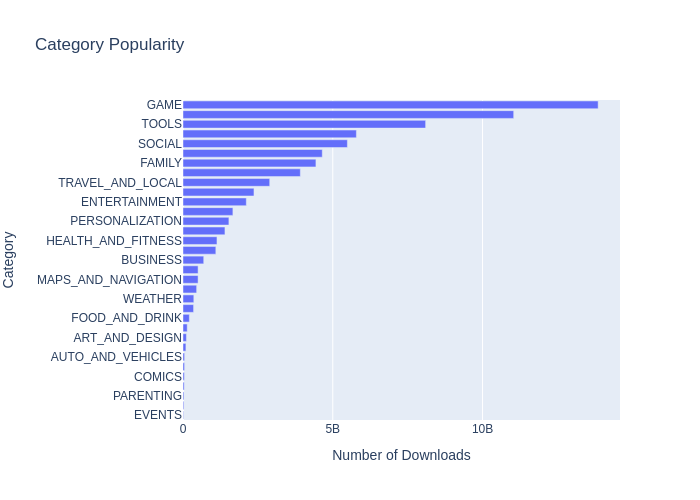 Category Popularity
GAME
TOOLS
SOCIAL
FAMILY
TRAVEL_AND_LOCAL
ENTERTAINMENT
PERSONALIZATION
HEALTH_AND_FITNESS
BUSINESS
MAPS_AND_NAVIGATION
WEATHER
FOOD_AND_DRINK
ART_AND_DESIGN
AUTO_AND_VEHICLES
COMICS
PARENTING
EVENTS
Category
0 5B 10B
Number of Downloads